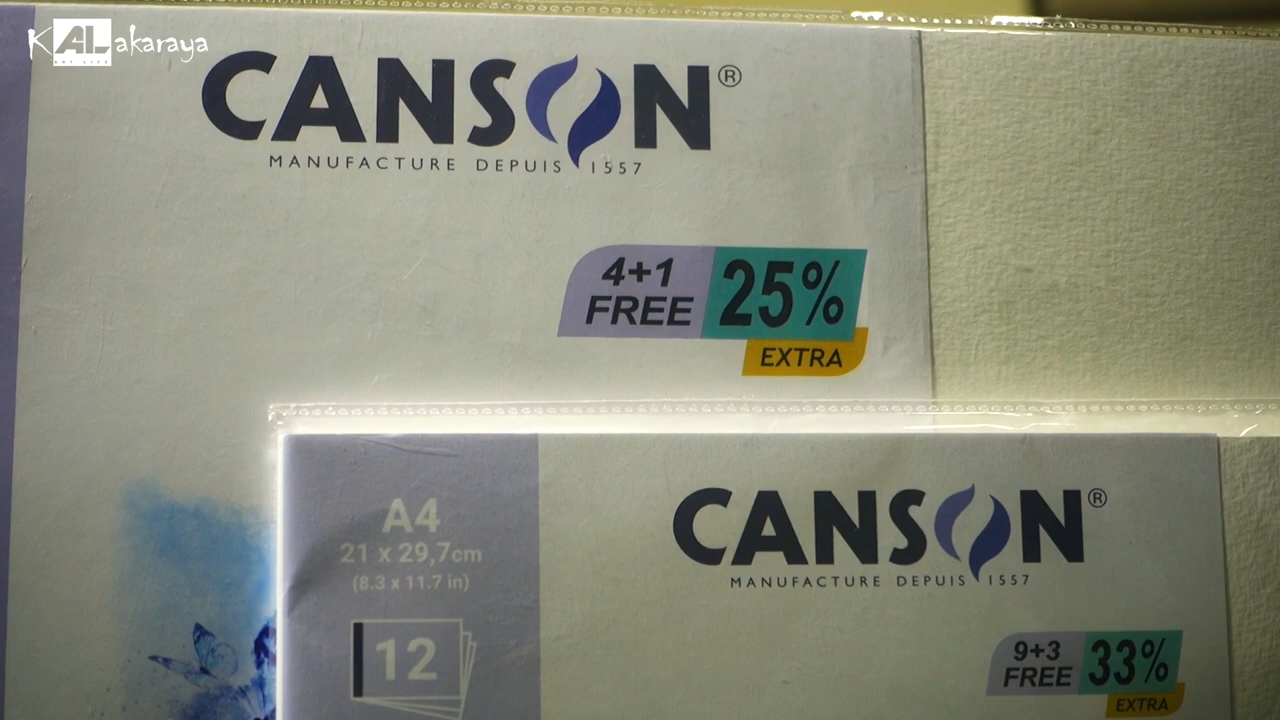 KALakaraya
ART LIFE
CANSON®
MANUFACTURE DEPUIS 1557
4+1
FREE
25%
EXTRA
A4
21 x 29,7cm
(8.3 x 11.7 in)
12
CANSON®
MANUFACTURE DEPUIS 1557
9+3
FREE
33%
EXTRA